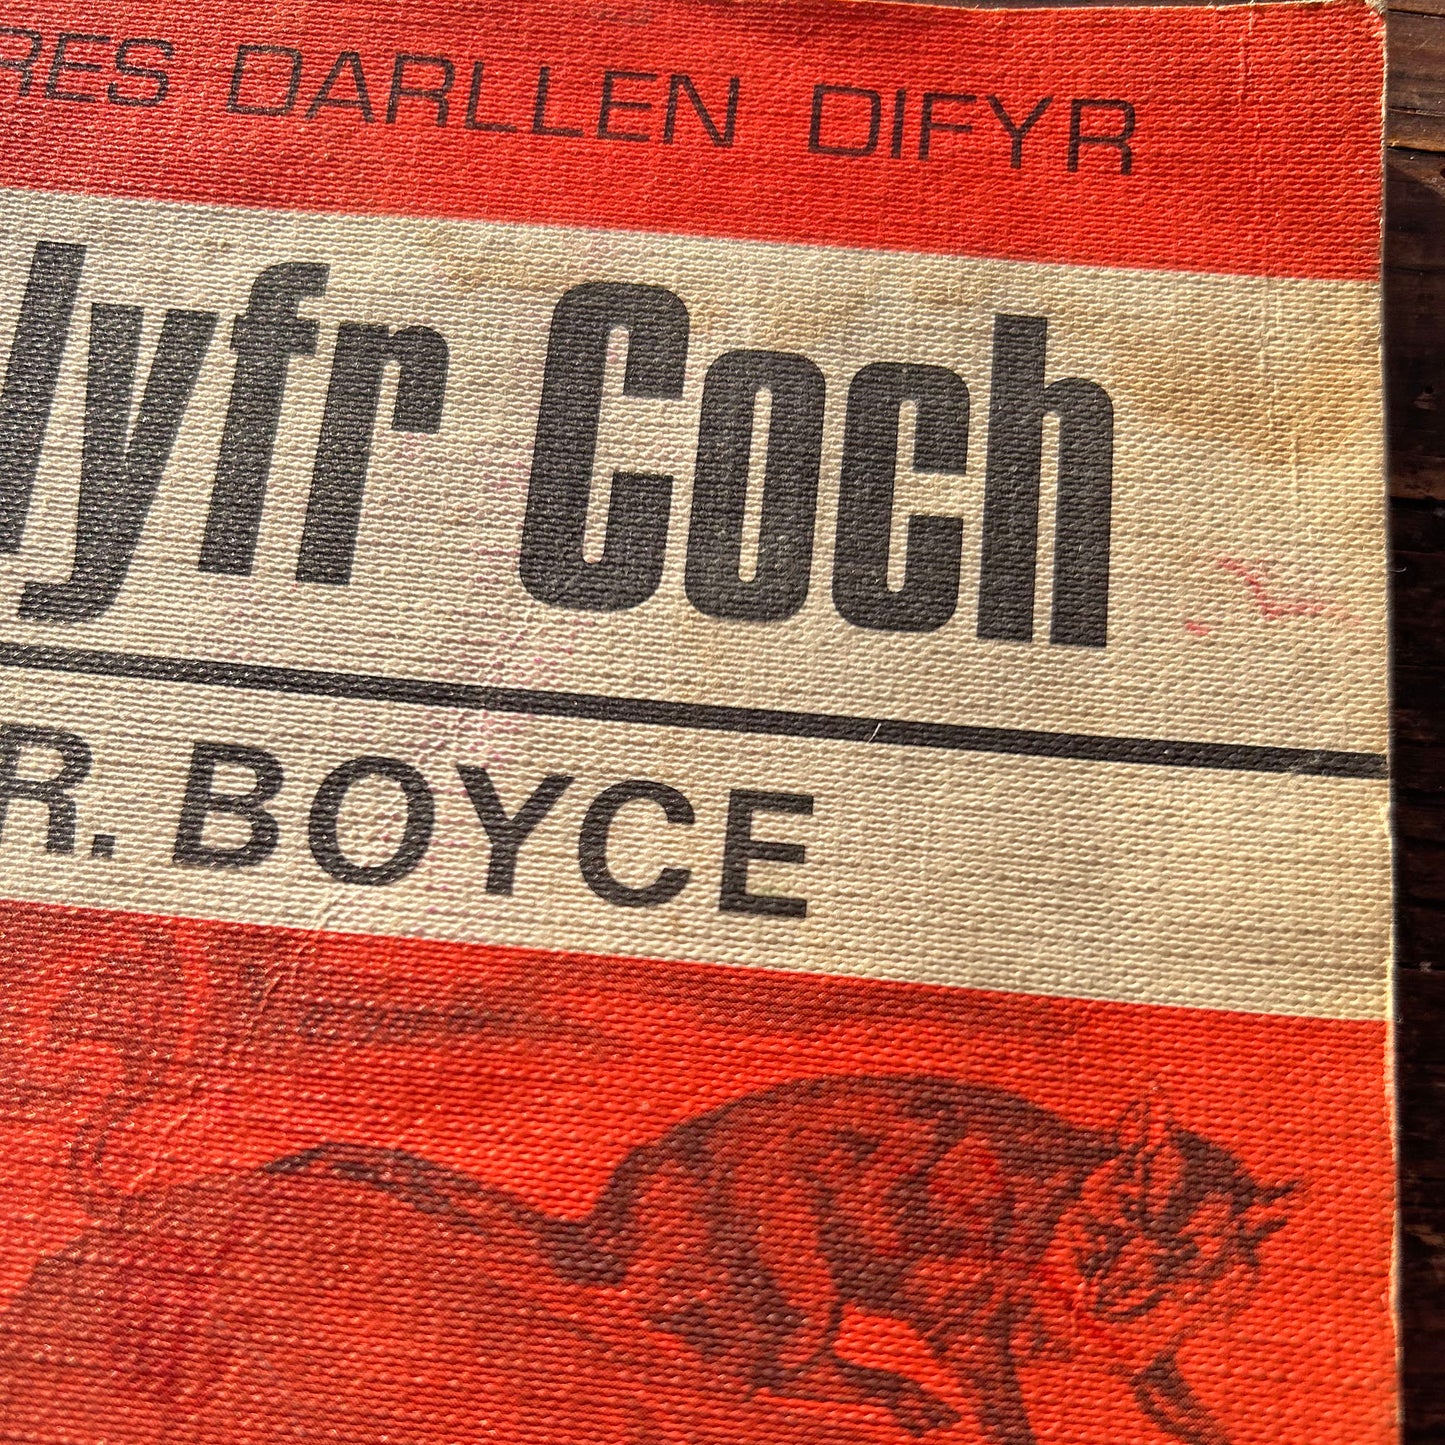 RES DARLLEN DIFYR
lyfr Coch
R. BOYCE